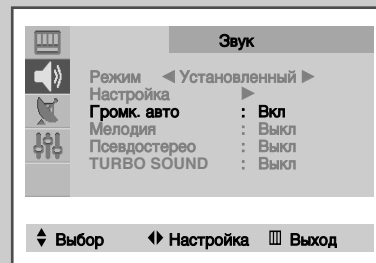 Звук
Режим ◀ Установленный ▶
Настройка ▶
Громк. авто : Вкл
Мелодия : Выкл
Псевдостерео : Выкл
TURBO SOUND : Выкл
Выбор Настройка Выход